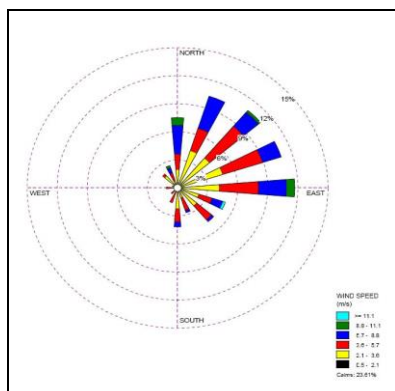 NORTH
15%
12%
9%
6%
3%
WEST
EAST
SOUTH
WIND SPEED
(m/s)
>= 11.1
8.8 - 11.1
5.7 - 8.8
3.6 - 5.7
2.1 - 3.6
0.5 - 2.1
Calms: 23.61%